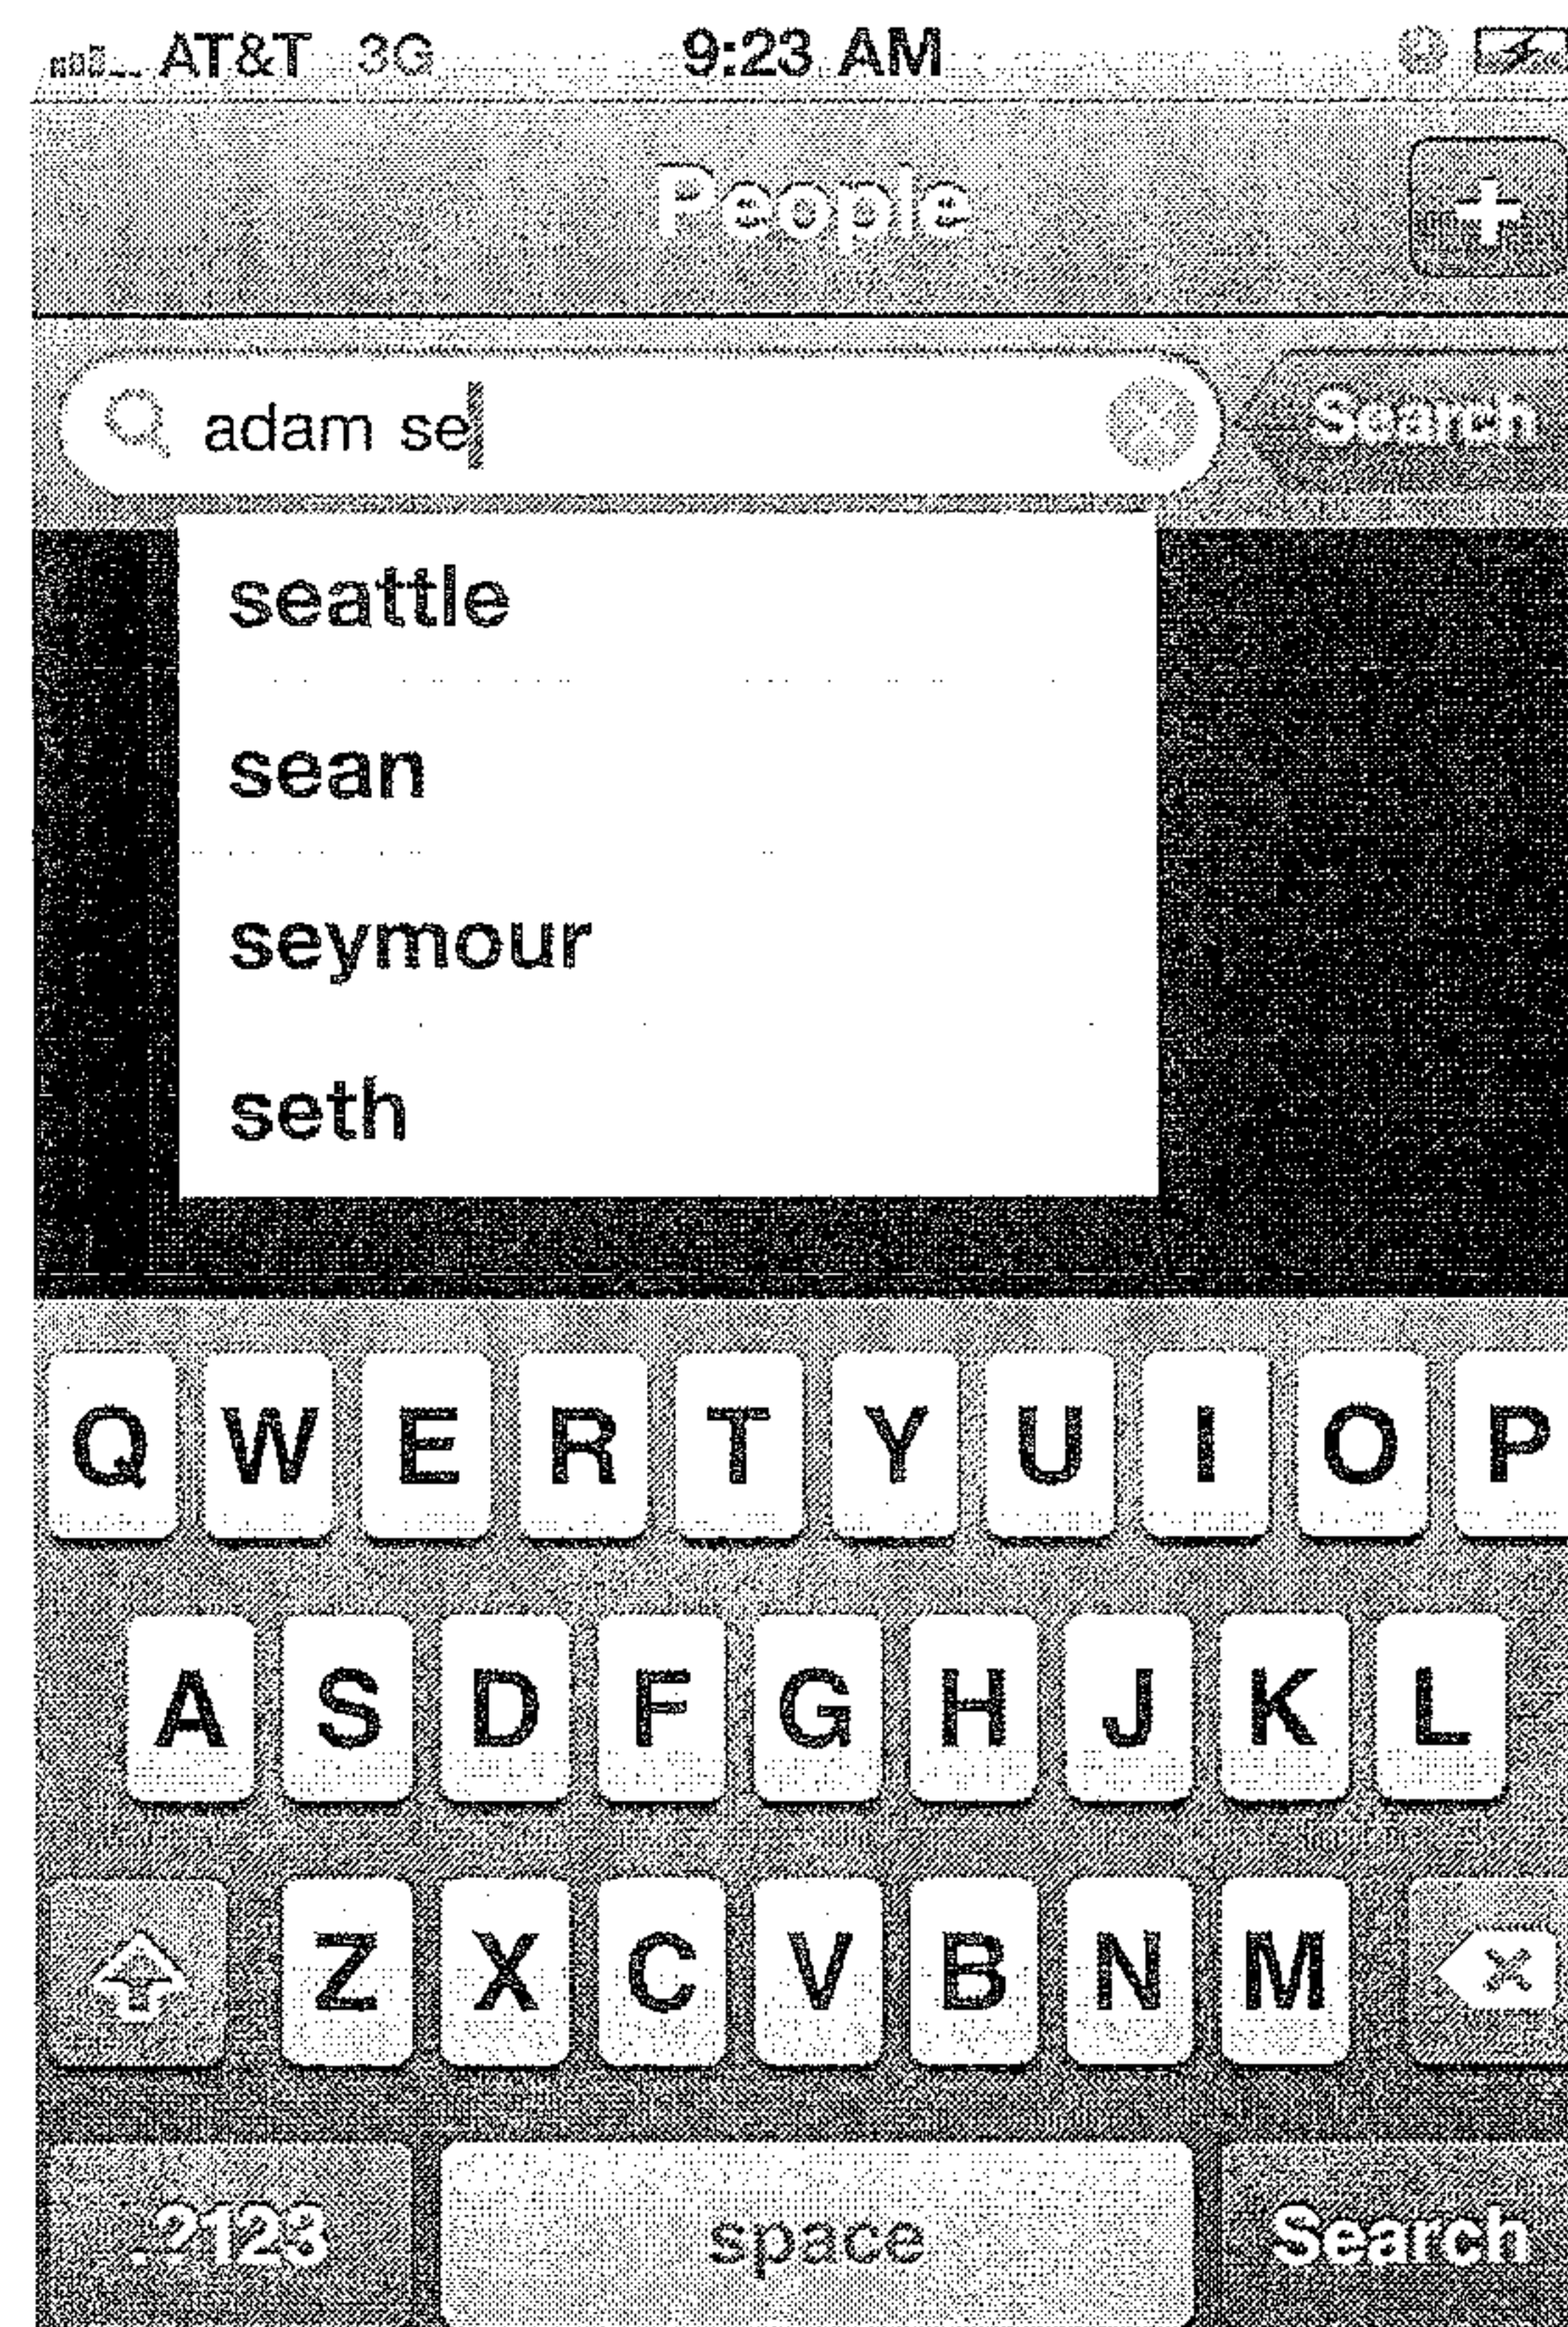 AT&T 3G 9:23 AM
People +
adam se Search
seattle
sean
seymour
seth
Q W E R T Y U I O P
A S D F G H J K L
Z X C V B N M
.?123 space Search